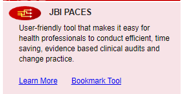 JBI PACES
User-friendly tool that makes it easy for
health professionals to conduct efficient, time
saving, evidence based clinical audits and
change practice.
Learn More Bookmark Tool